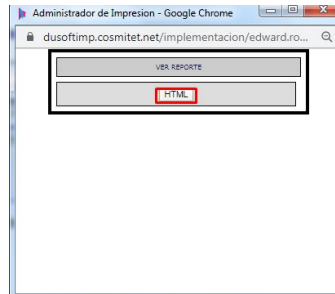 Administrador de Impresion - Google Chrome
dusoftimp.cosmitet.net/implementacion/edward.ro...
VER REPORTE
HTML